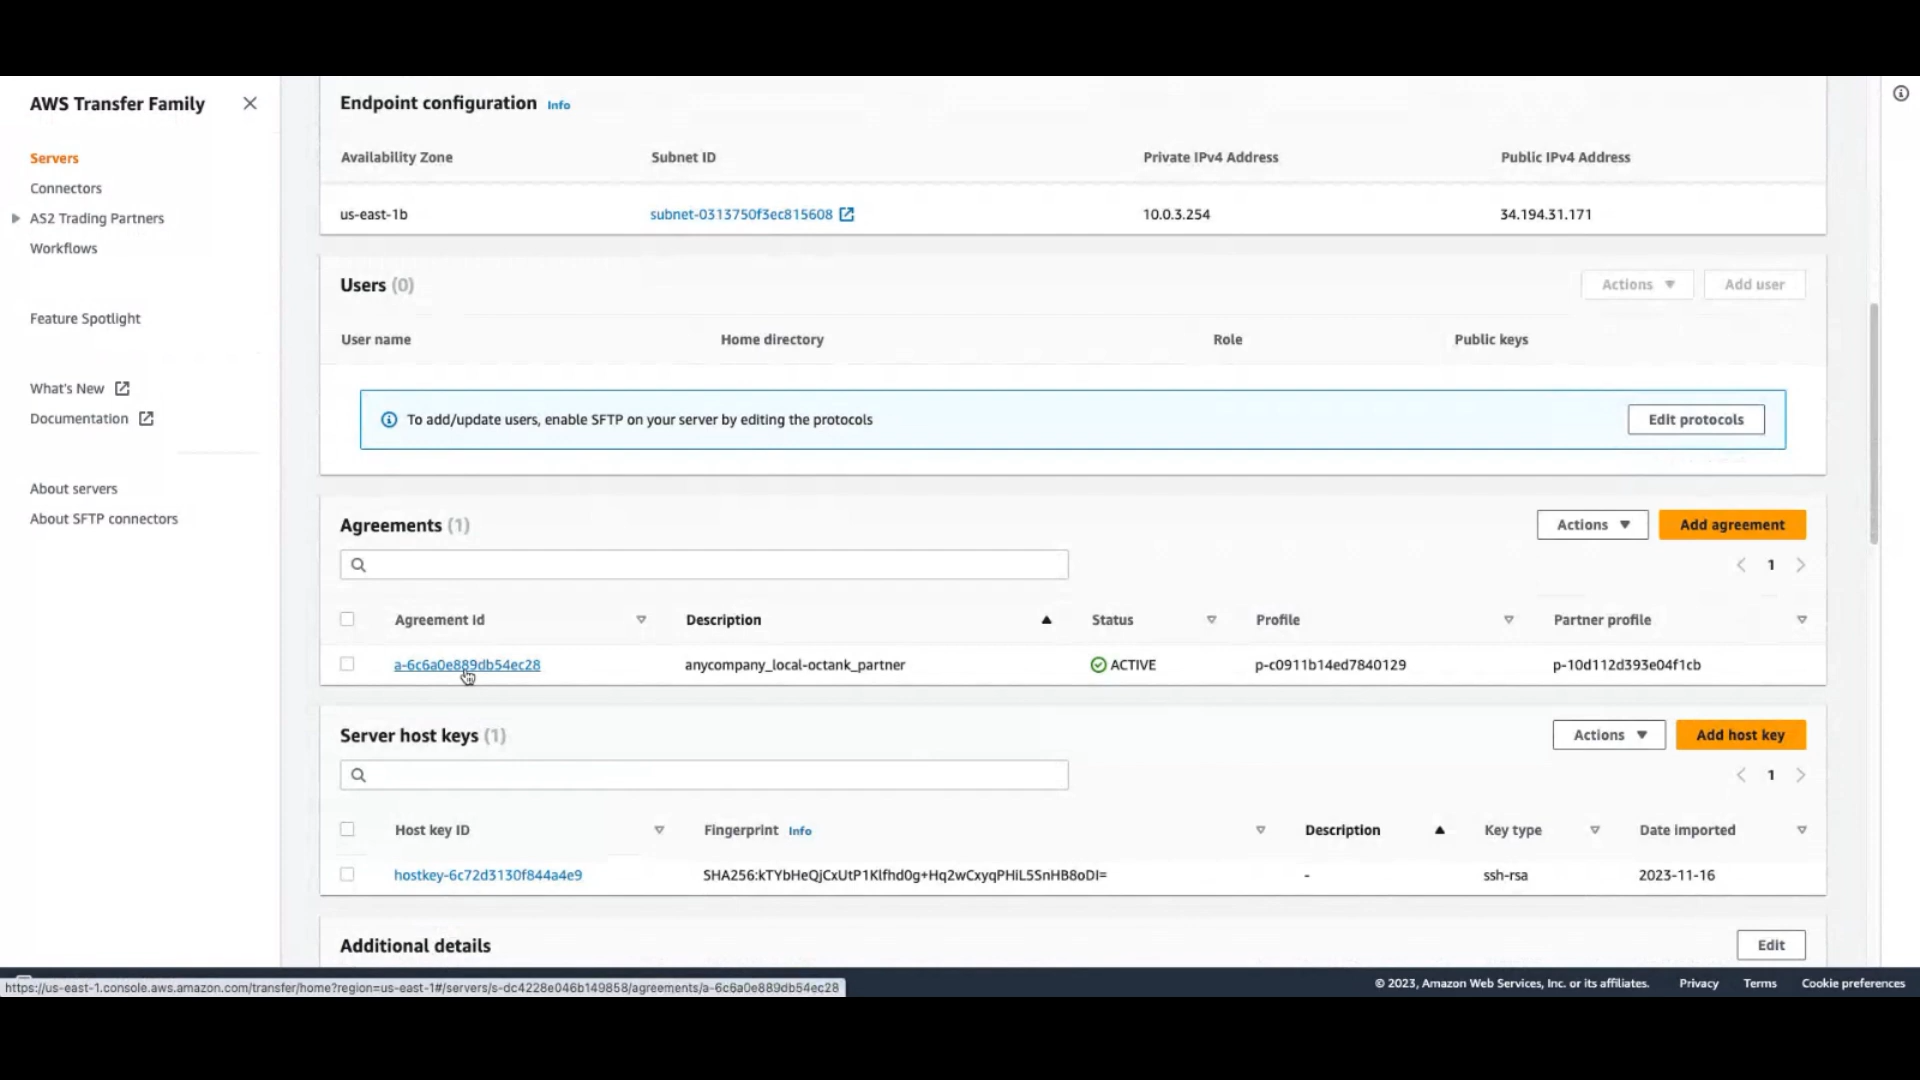 AWS Transfer Family
Servers
Connectors
AS2 Trading Partners
Workflows
Feature Spotlight
What's New
Documentation
About servers
About SFTP connectors
Endpoint configuration Info
Availability Zone Subnet ID Private IPv4 Address Public IPv4 Address
us-east-1b subnet-0313750f3ec815608 10.0.3.254 34.194.31.171
Users (0) Actions Add user
User name Home directory Role Public keys
To add/update users, enable SFTP on your server by editing the protocols Edit protocols
Agreements (1) Actions Add agreement
1
Agreement Id Description Status Profile Partner profile
a-6c6a0e889db54ec28 anycompany_local-octank_partner ACTIVE p-c0911b14ed7840129 p-10d112d393e04f1cb
Server host keys (1) Actions Add host key
1
Host key ID Fingerprint Info Description Key type Date imported
hostkey-6c72d3130f844a4e9 SHA256:kTYbHeQjCxUtP1Klfhd0g+Hq2wCxyqPHiL5SnHB8oDI= - ssh-rsa 2023-11-16
Additional details Edit
https://us-east-1.console.aws.amazon.com/transfer/home?region=us-east-1#/servers/s-dc4228e046b149858/agreements/a-6c6a0e889db54ec28
© 2023, Amazon Web Services, Inc. or its affiliates. Privacy Terms Cookie preferences